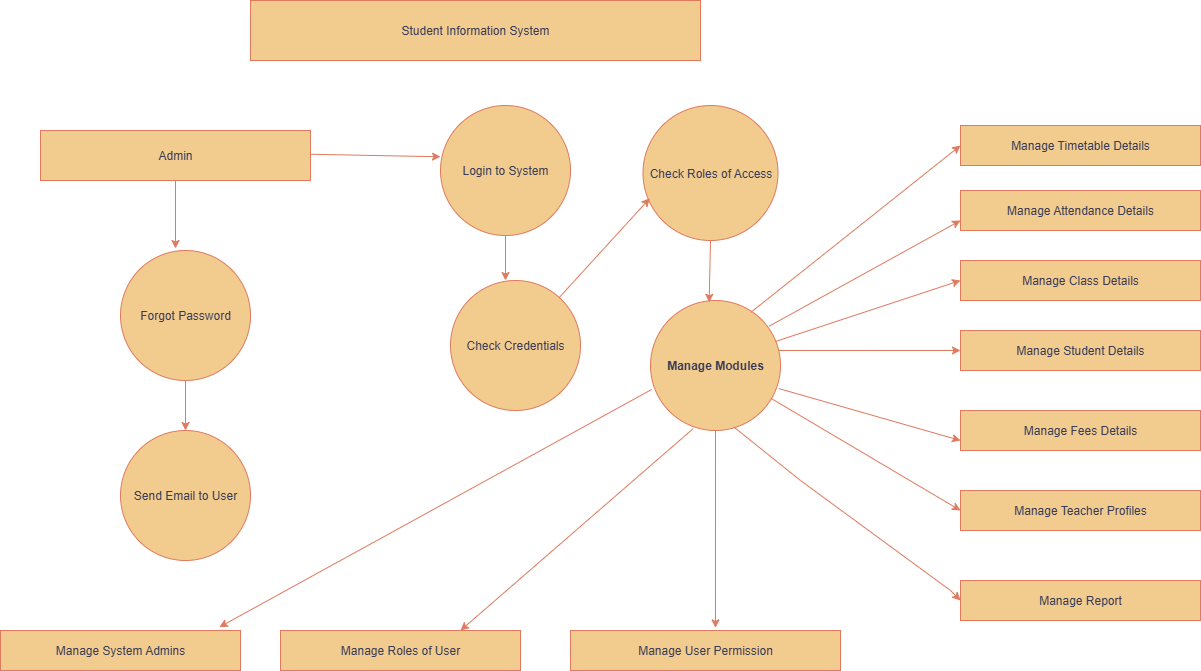 Student Information System
Admin
Login to System
Check Roles of Access
Manage Timetable Details
Manage Attendance Details
Manage Class Details
Forgot Password
Check Credentials
Manage Modules
Manage Student Details
Manage Fees Details
Send Email to User
Manage Teacher Profiles
Manage Report
Manage System Admins
Manage Roles of User
Manage User Permission